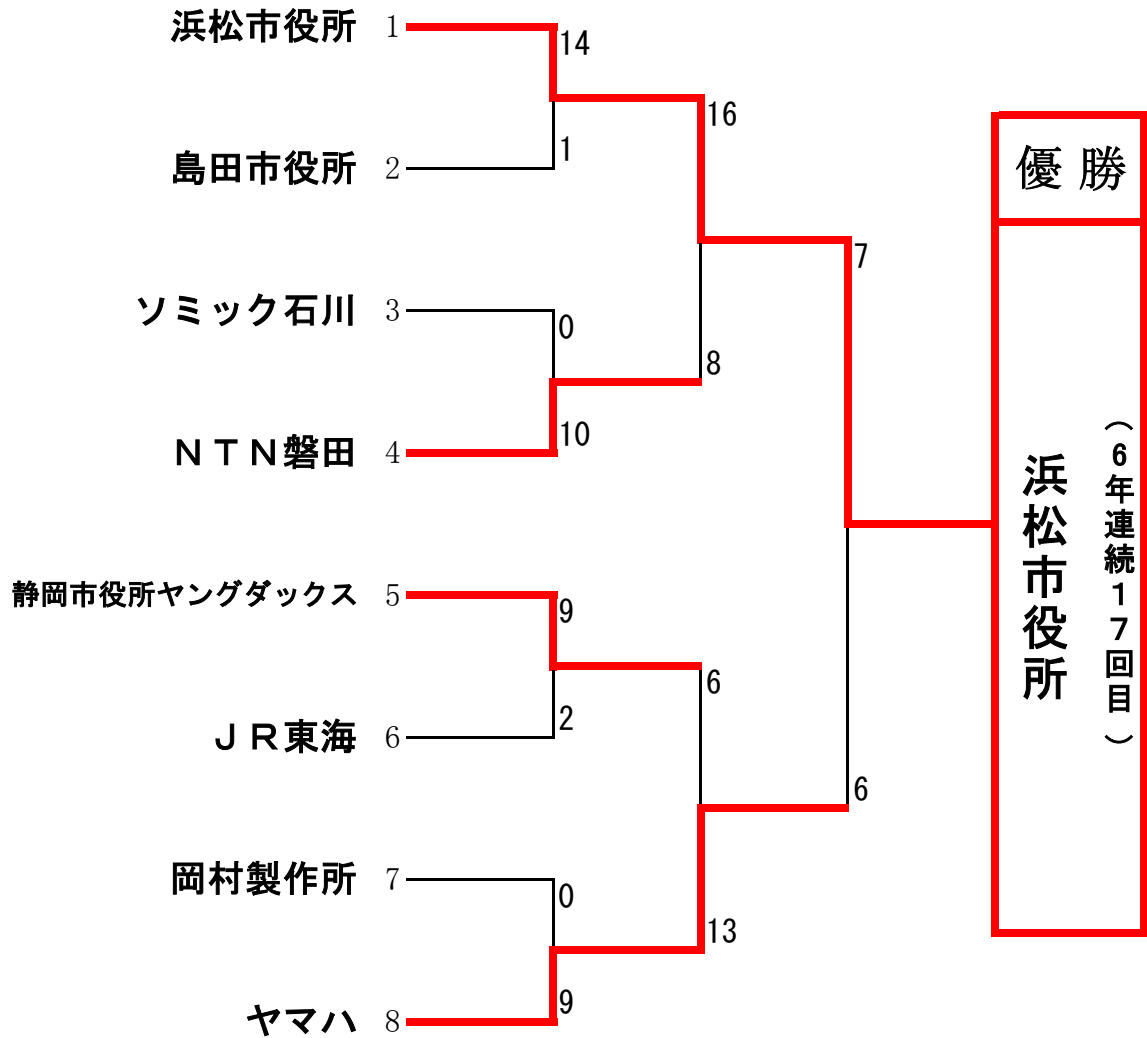 浜松市役所 1
14
16
1
島田市役所 2
7
ソミック石川 3
0
8
10
ＮＴＮ磐田 4
静岡市役所ヤングダックス 5
9
6
2
ＪＲ東海 6
6
岡村製作所 7
0
13
9
ヤマハ 8
優勝
（6年連続17回目）
浜松市役所